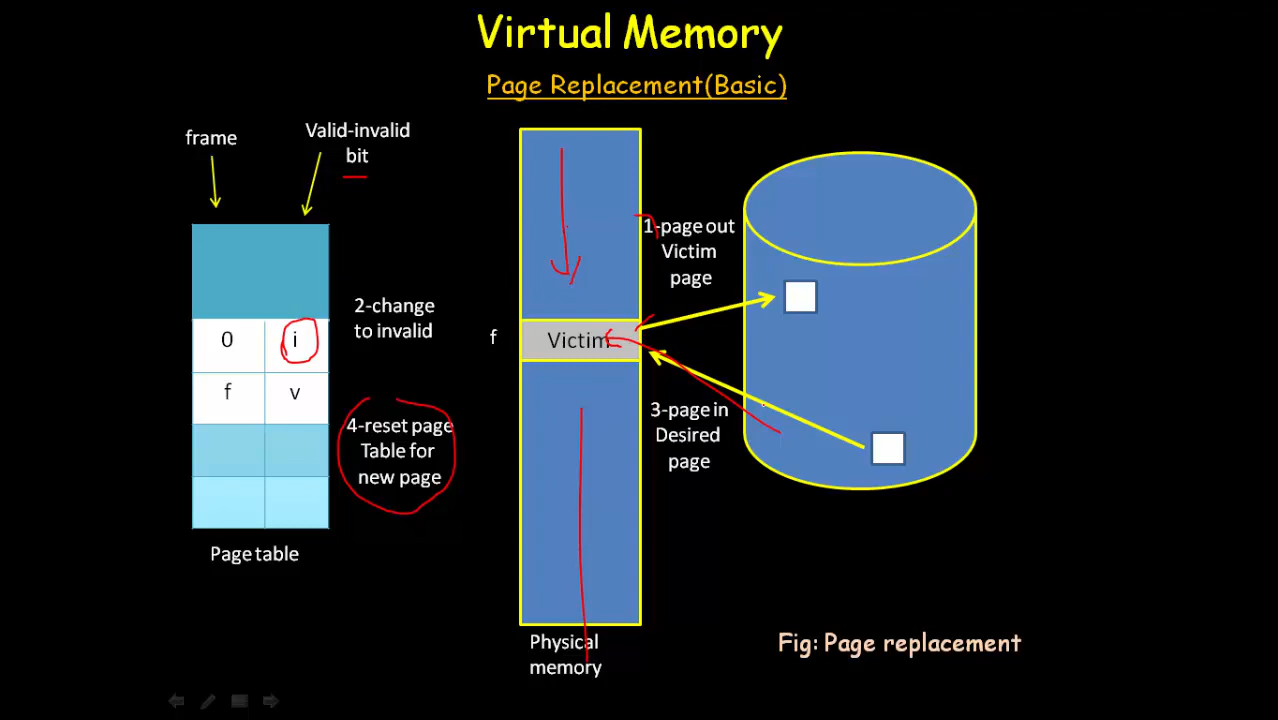 Virtual Memory
Page Replacement(Basic)
frame
Valid-invalid
bit
0
i
f
v
Page table
2-change
to invalid
4-reset page
Table for
new page
f
Victim
Physical
memory
1-page out
Victim
page
3-page in
Desired
page
Fig: Page replacement